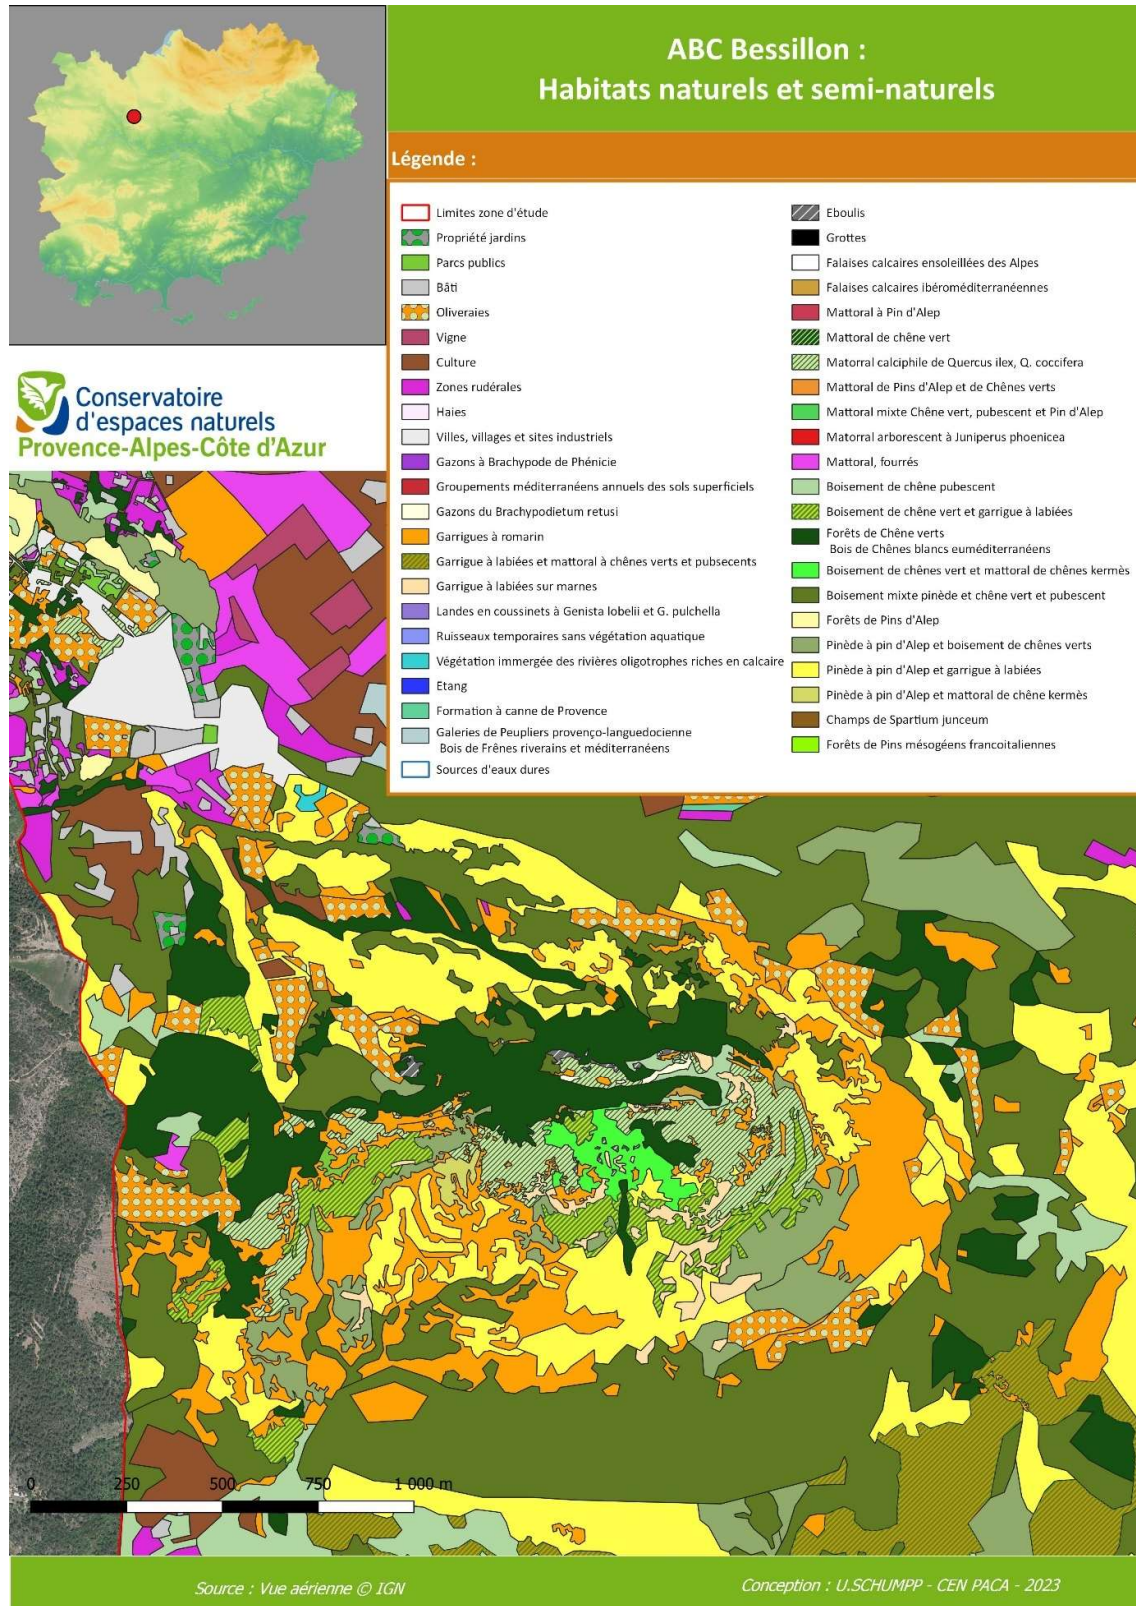 ABC Bessillon :
Habitats naturels et semi-naturels
Légende :
Limites zone d'étude
Propriété jardins
Parcs publics
Bâti
Oliveraies
Vigne
Culture
Zones rudérales
Haies
Villes, villages et sites industriels
Gazons à Brachypode de Phénicie
Groupements méditerranéens annuels des sols superficiels
Gazons du Brachypodietum retusi
Garrigues à romarin
Garrigue à labiées et mattoral à chênes verts et pubsecents
Garrigue à labiées sur marnes
Landes en coussinets à Genista lobelii et G. pulchella
Ruisseaux temporaires sans végétation aquatique
Végétation immergée des rivières oligotrophes riches en calcaire
Etang
Formation à canne de Provence
Galeries de Peupliers provenço-languedocienne
Bois de Frênes riverains et méditerranéens
Sources d'eaux dures
Eboulis
Grottes
Falaises calcaires ensoleillées des Alpes
Falaises calcaires ibéroméditerranéennes
Mattoral à Pin d'Alep
Mattoral de chêne vert
Matorral calciphile de Quercus ilex, Q. coccifera
Mattoral de Pins d'Alep et de Chênes verts
Mattoral mixte Chêne vert, pubescent et Pin d'Alep
Matorral arborescent à Juniperus phoenicea
Mattoral, fourrés
Boisement de chêne pubescent
Boisement de chêne vert et garrigue à labiées
Forêts de Chêne verts
Bois de Chênes blancs euméditerranéens
Boisement de chênes vert et mattoral de chênes kermès
Boisement mixte pinède et chêne vert et pubescent
Forêts de Pins d'Alep
Pinède à pin d'Alep et boisement de chênes verts
Pinède à pin d'Alep et garrigue à labiées
Pinède à pin d'Alep et mattoral de chêne kermès
Champs de Spartium junceum
Forêts de Pins mésogéens francoitaliennes
Conservatoire
d'espaces naturels
Provence-Alpes-Côte d'Azur
0 250 500 750 1 000 m
Source : Vue aérienne © IGN
Conception : U.SCHUMPP - CEN PACA - 2023